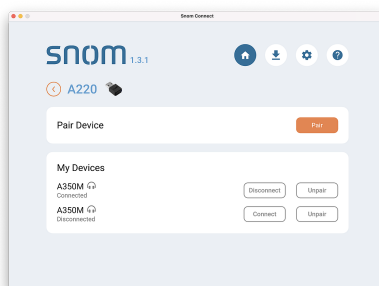 Snom Connect
snom 1.3.1
A220
Pair Device
Pair
My Devices
A350M
Connected
Disconnect
Unpair
A350M
Disconnected
Connect
Unpair